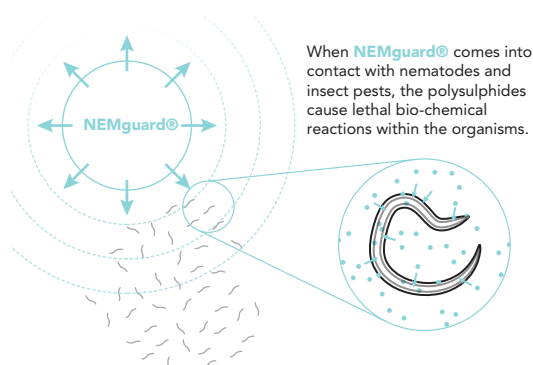 When NEMguard® comes into
contact with nematodes and
insect pests, the polysulphides
cause lethal bio-chemical
reactions within the organisms.
NEMguard®